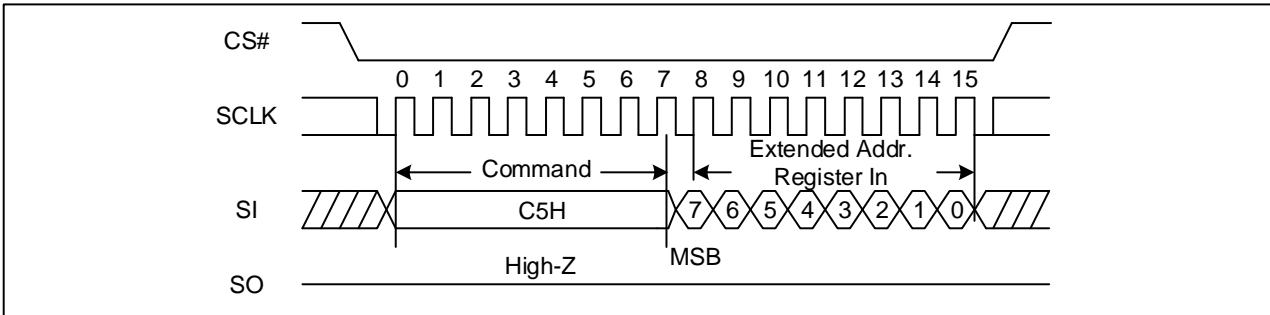 CS#
0 1 2 3 4 5 6 7 8 9 10 11 12 13 14 15
SCLK
Command
Extended Addr.
Register In
SI
C5H
7 6 5 4 3 2 1 0
High-Z
MSB
SO